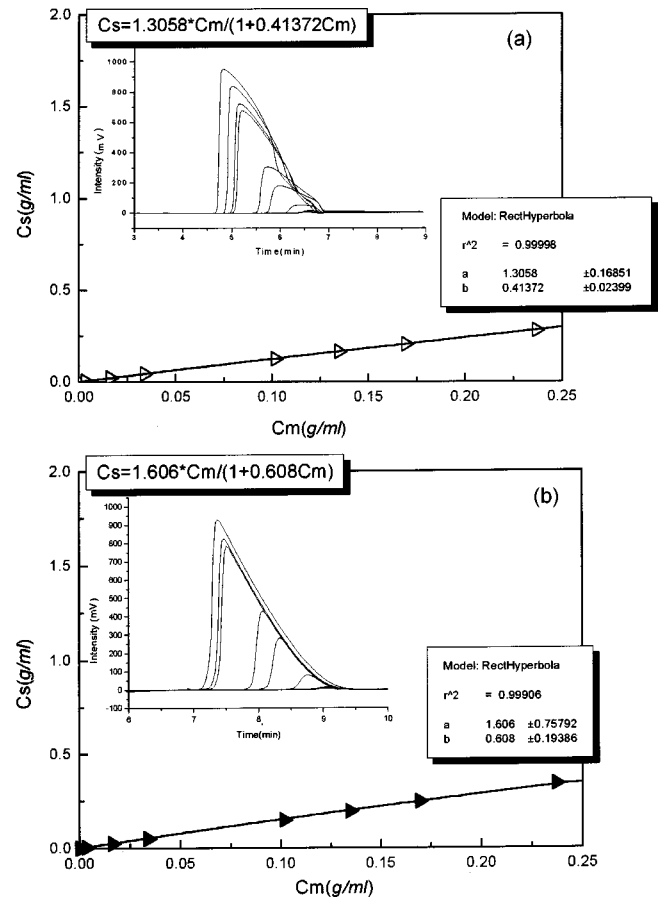 Cs=1.3058*Cm/(1+0.41372Cm)
(a)
2.0
1.5
1.0
0.5
0.0
Cs(g/ml)
1000
800
600
400
200
0
Intensity (mV)
3 4 5 6 7 8 9
Time(min)
Model: RectHyperbola
r^2 = 0.99998
a 1.3058 ±0.16851
b 0.41372 ±0.02399
0.00 0.05 0.10 0.15 0.20 0.25
Cm(g/ml)
Cs=1.606*Cm/(1+0.608Cm)
(b)
2.0
1.5
1.0
0.5
0.0
Cs(g/ml)
1000
900
800
700
600
500
400
300
200
100
0
-100
Intensity (mV)
6 7 8 9 10
Time(min)
Model: RectHyperbola
r^2 = 0.99906
a 1.606 ±0.75792
b 0.608 ±0.19386
0.00 0.05 0.10 0.15 0.20 0.25
Cm(g/ml)